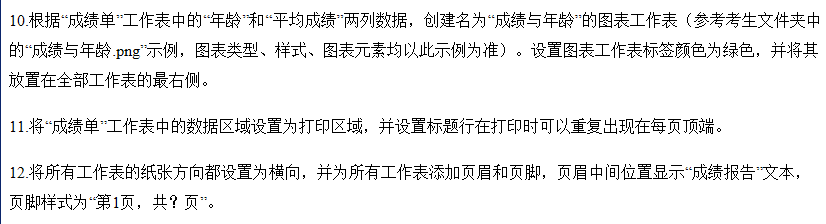 10.根据“成绩单”工作表中的“年龄”和“平均成绩”两列数据，创建名为“成绩与年龄”的图表工作表（参考考生文件夹中
的“成绩与年龄.png”示例，图表类型、样式、图表元素均以此示例为准）。设置图表工作表标签颜色为绿色，并将其
放置在全部工作表的最右侧。
11.将“成绩单”工作表中的数据区域设置为打印区域，并设置标题行在打印时可以重复出现在每页顶端。
12.将所有工作表的纸张方向都设置为横向，并为所有工作表添加页眉和页脚，页眉中间位置显示“成绩报告”文本，
页脚样式为“第1页，共？页”。